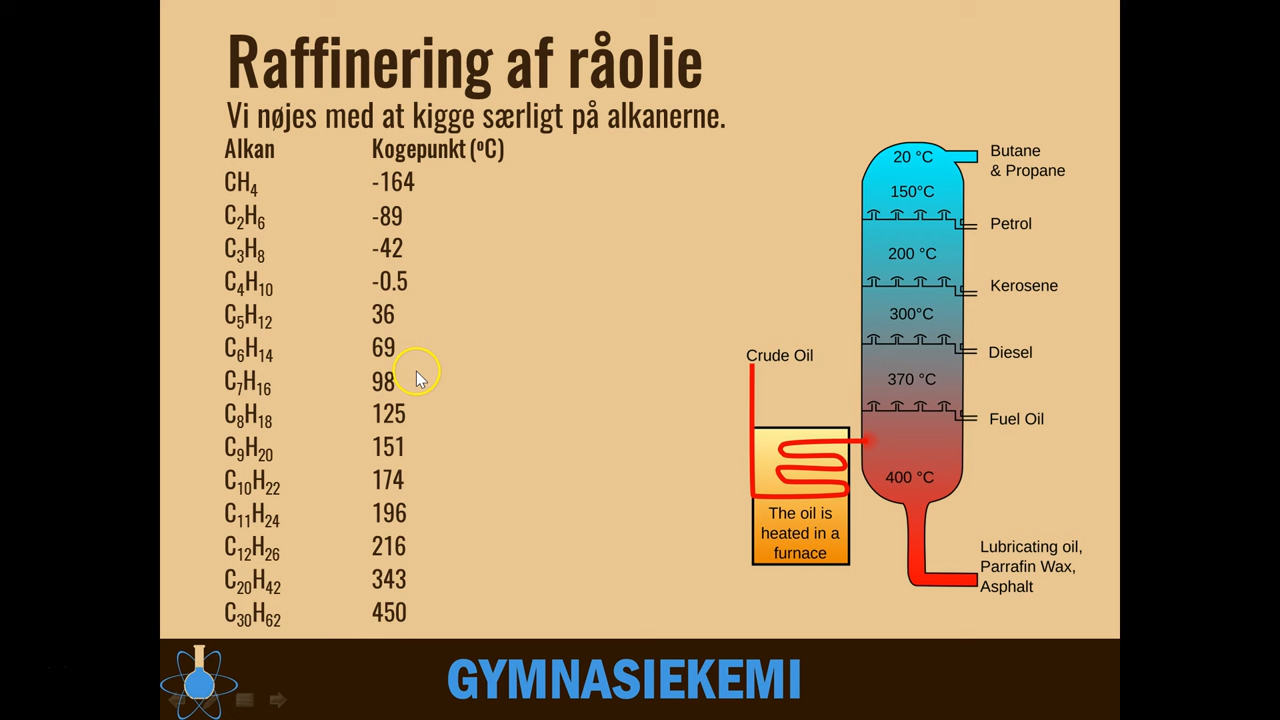 Raffinering af råolie
Vi nøjes med at kigge særligt på alkanerne.
Alkan Kogepunkt (ºC)
CH₄ -164
C₂H₆ -89
C₃H₈ -42
C₄H₁₀ -0.5
C₅H₁₂ 36
C₆H₁₄ 69
C₇H₁₆ 98
C₈H₁₈ 125
C₉H₂₀ 151
C₁₀H₂₂ 174
C₁₁H₂₄ 196
C₁₂H₂₆ 216
C₂₀H₄₂ 343
C₃₀H₆₂ 450
Crude Oil
The oil is
heated in a
furnace
20 °C
150°C
200 °C
300°C
370 °C
400 °C
Butane
& Propane
Petrol
Kerosene
Diesel
Fuel Oil
Lubricating oil,
Parrafin Wax,
Asphalt
GYMNASIEKEMI